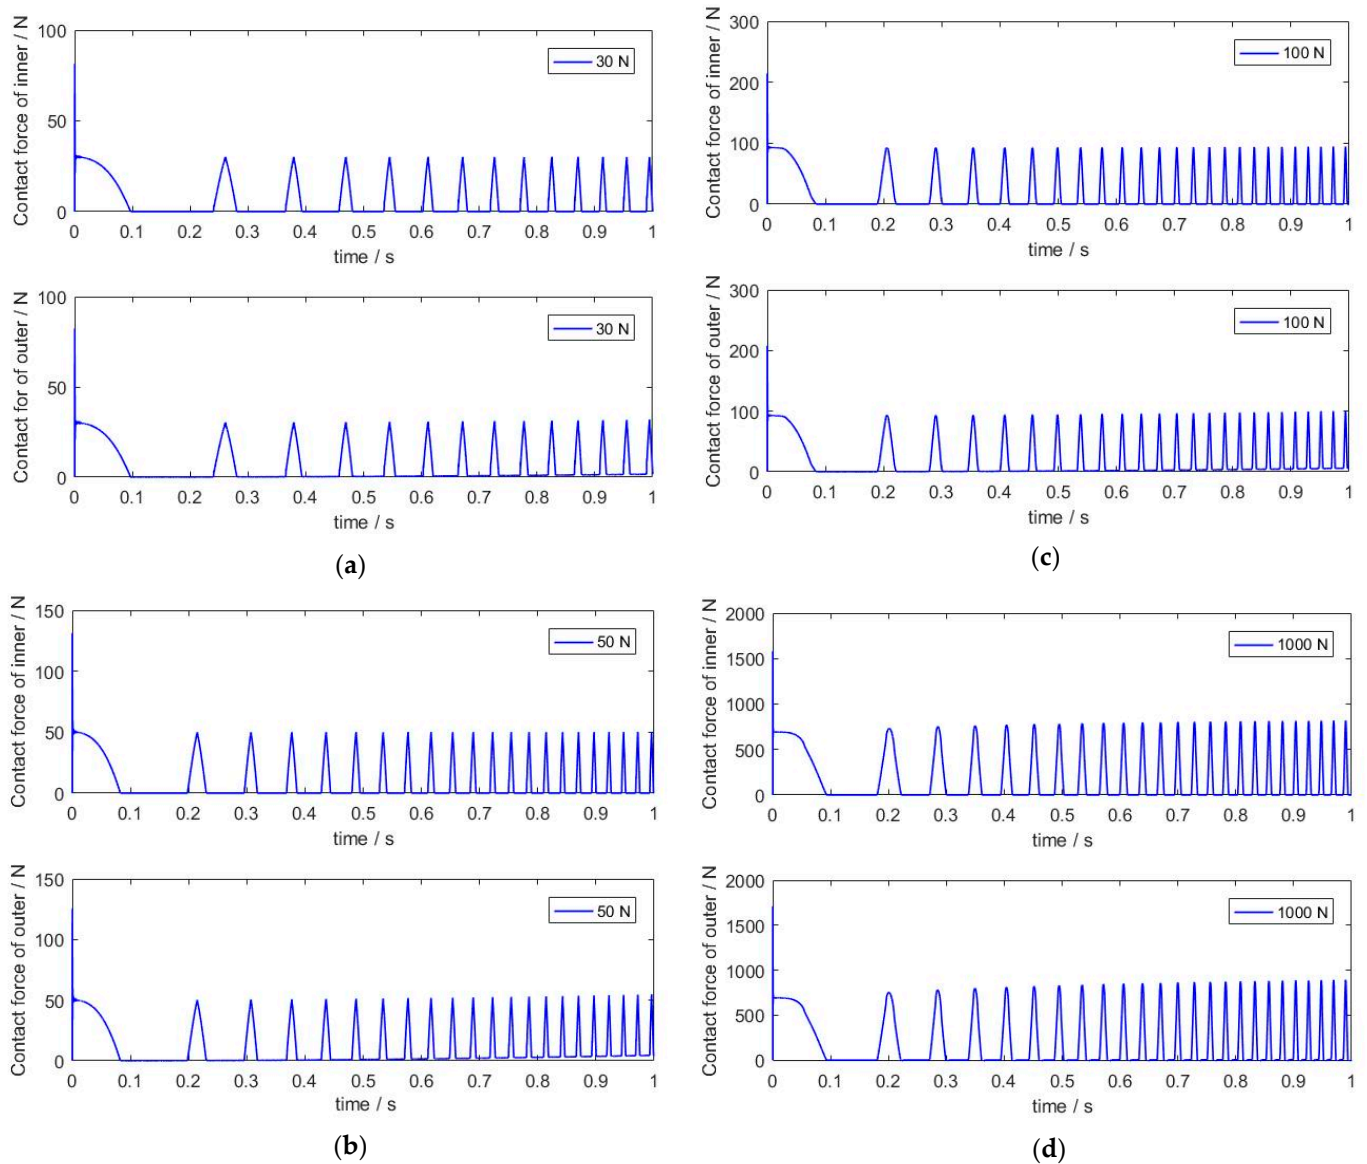 Contact force of inner / N
100
50
0
30 N
0 0.1 0.2 0.3 0.4 0.5 0.6 0.7 0.8 0.9 1
time / s
Contact for of outer / N
100
50
0
30 N
0 0.1 0.2 0.3 0.4 0.5 0.6 0.7 0.8 0.9 1
time / s
(a)
Contact force of inner / N
300
200
100
0
100 N
0 0.1 0.2 0.3 0.4 0.5 0.6 0.7 0.8 0.9 1
time / s
Contact force of outer / N
300
200
100
0
100 N
0 0.1 0.2 0.3 0.4 0.5 0.6 0.7 0.8 0.9 1
time / s
(c)
Contact force of inner / N
150
100
50
0
50 N
0 0.1 0.2 0.3 0.4 0.5 0.6 0.7 0.8 0.9 1
time / s
Contact force of outer / N
150
100
50
0
50 N
0 0.1 0.2 0.3 0.4 0.5 0.6 0.7 0.8 0.9 1
time / s
(b)
Contact force of inner / N
2000
1500
1000
500
0
1000 N
0 0.1 0.2 0.3 0.4 0.5 0.6 0.7 0.8 0.9 1
time / s
Contact force of outer / N
2000
1500
1000
500
0
1000 N
0 0.1 0.2 0.3 0.4 0.5 0.6 0.7 0.8 0.9 1
time / s
(d)